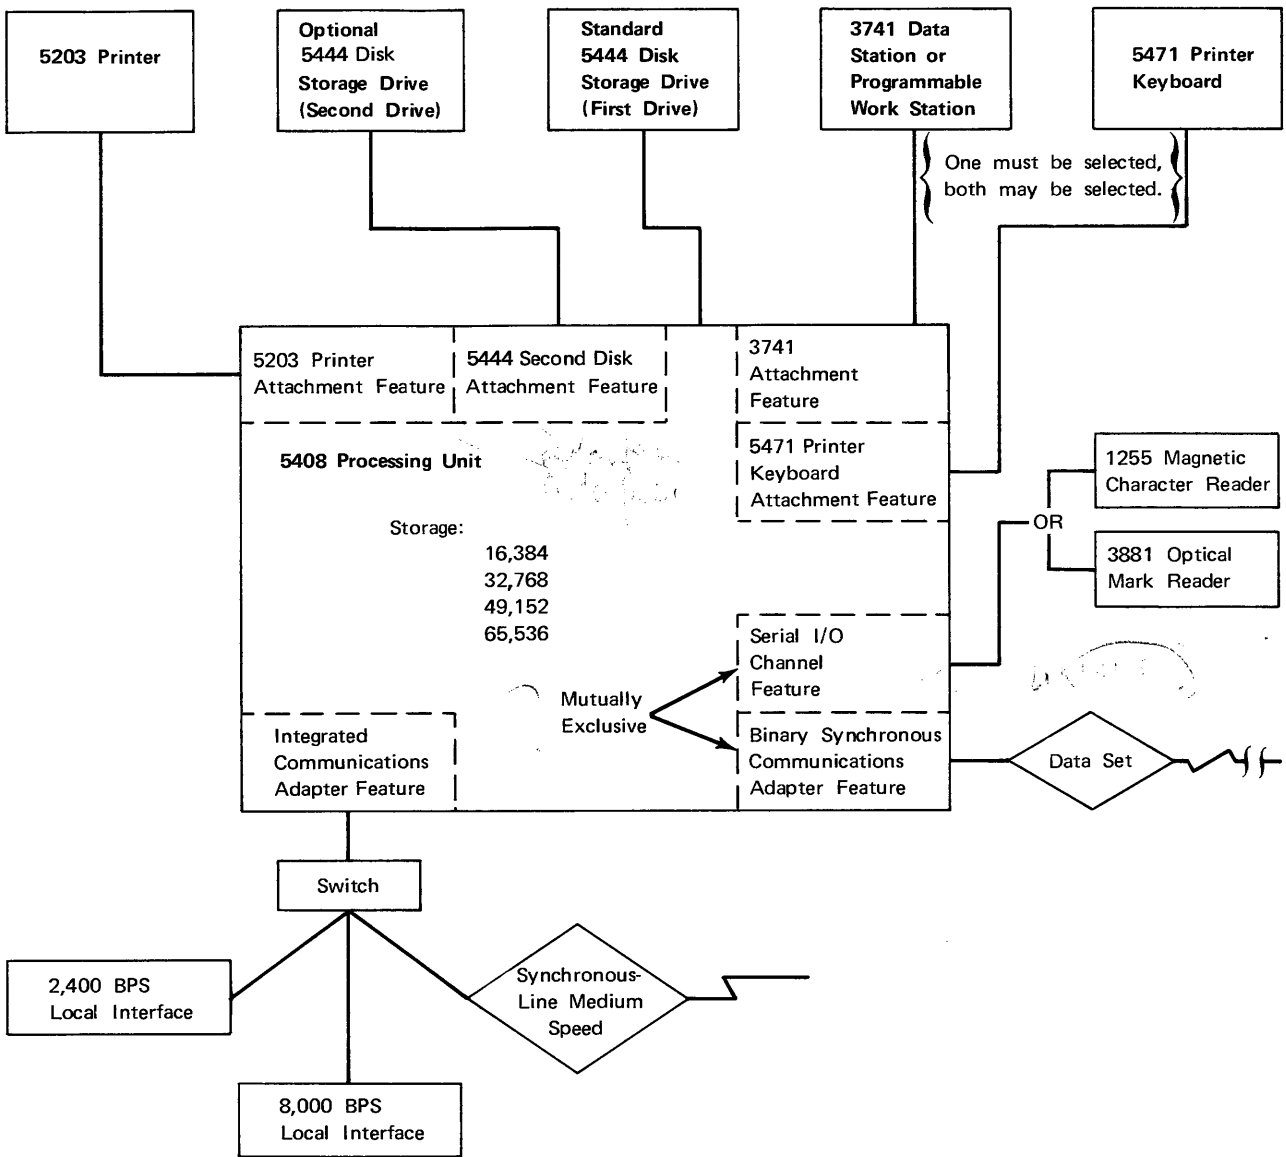 5203 Printer
Optional
5444 Disk
Storage Drive
(Second Drive)
Standard
5444 Disk
Storage Drive
(First Drive)
3741 Data
Station or
Programmable
Work Station
5471 Printer
Keyboard
One must be selected,
both may be selected.
5203 Printer
Attachment Feature
5444 Second Disk
Attachment Feature
3741
Attachment
Feature
5408 Processing Unit
5471 Printer
Keyboard
Attachment Feature
Storage:
16,384
32,768
49,152
65,536
1255 Magnetic
Character Reader
OR
3881 Optical
Mark Reader
Serial I/O
Channel
Feature
Mutually
Exclusive
Integrated
Communications
Adapter Feature
Binary Synchronous
Communications
Adapter Feature
Data Set
Switch
2,400 BPS
Local Interface
Synchronous-
Line Medium
Speed
8,000 BPS
Local Interface